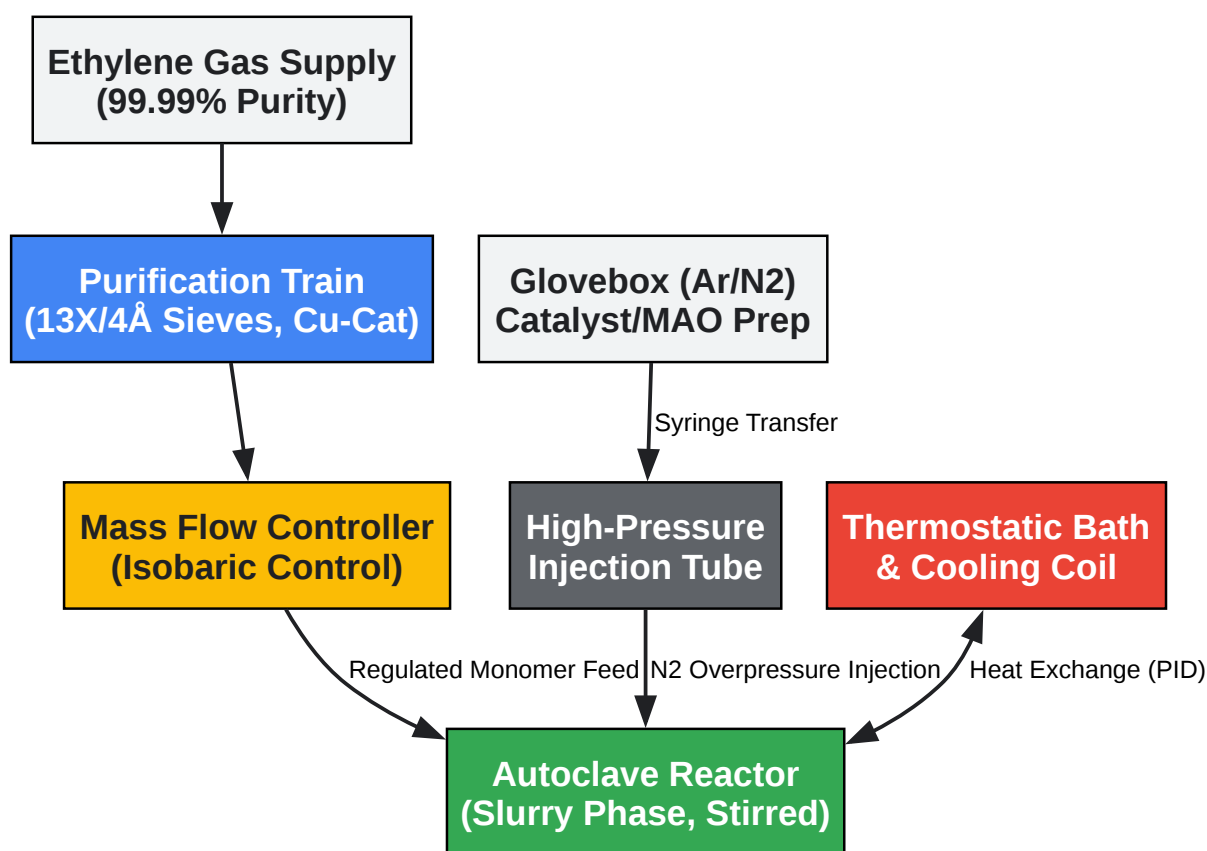 Ethylene Gas Supply
(99.99% Purity)
Purification Train
(13X/4Å Sieves, Cu-Cat)
Glovebox (Ar/N2)
Catalyst/MAO Prep
Syringe Transfer
Mass Flow Controller
(Isobaric Control)
High-Pressure
Injection Tube
Thermostatic Bath
& Cooling Coil
Regulated Monomer Feed
N2 Overpressure Injection
Heat Exchange (PID)
Autoclave Reactor
(Slurry Phase, Stirred)